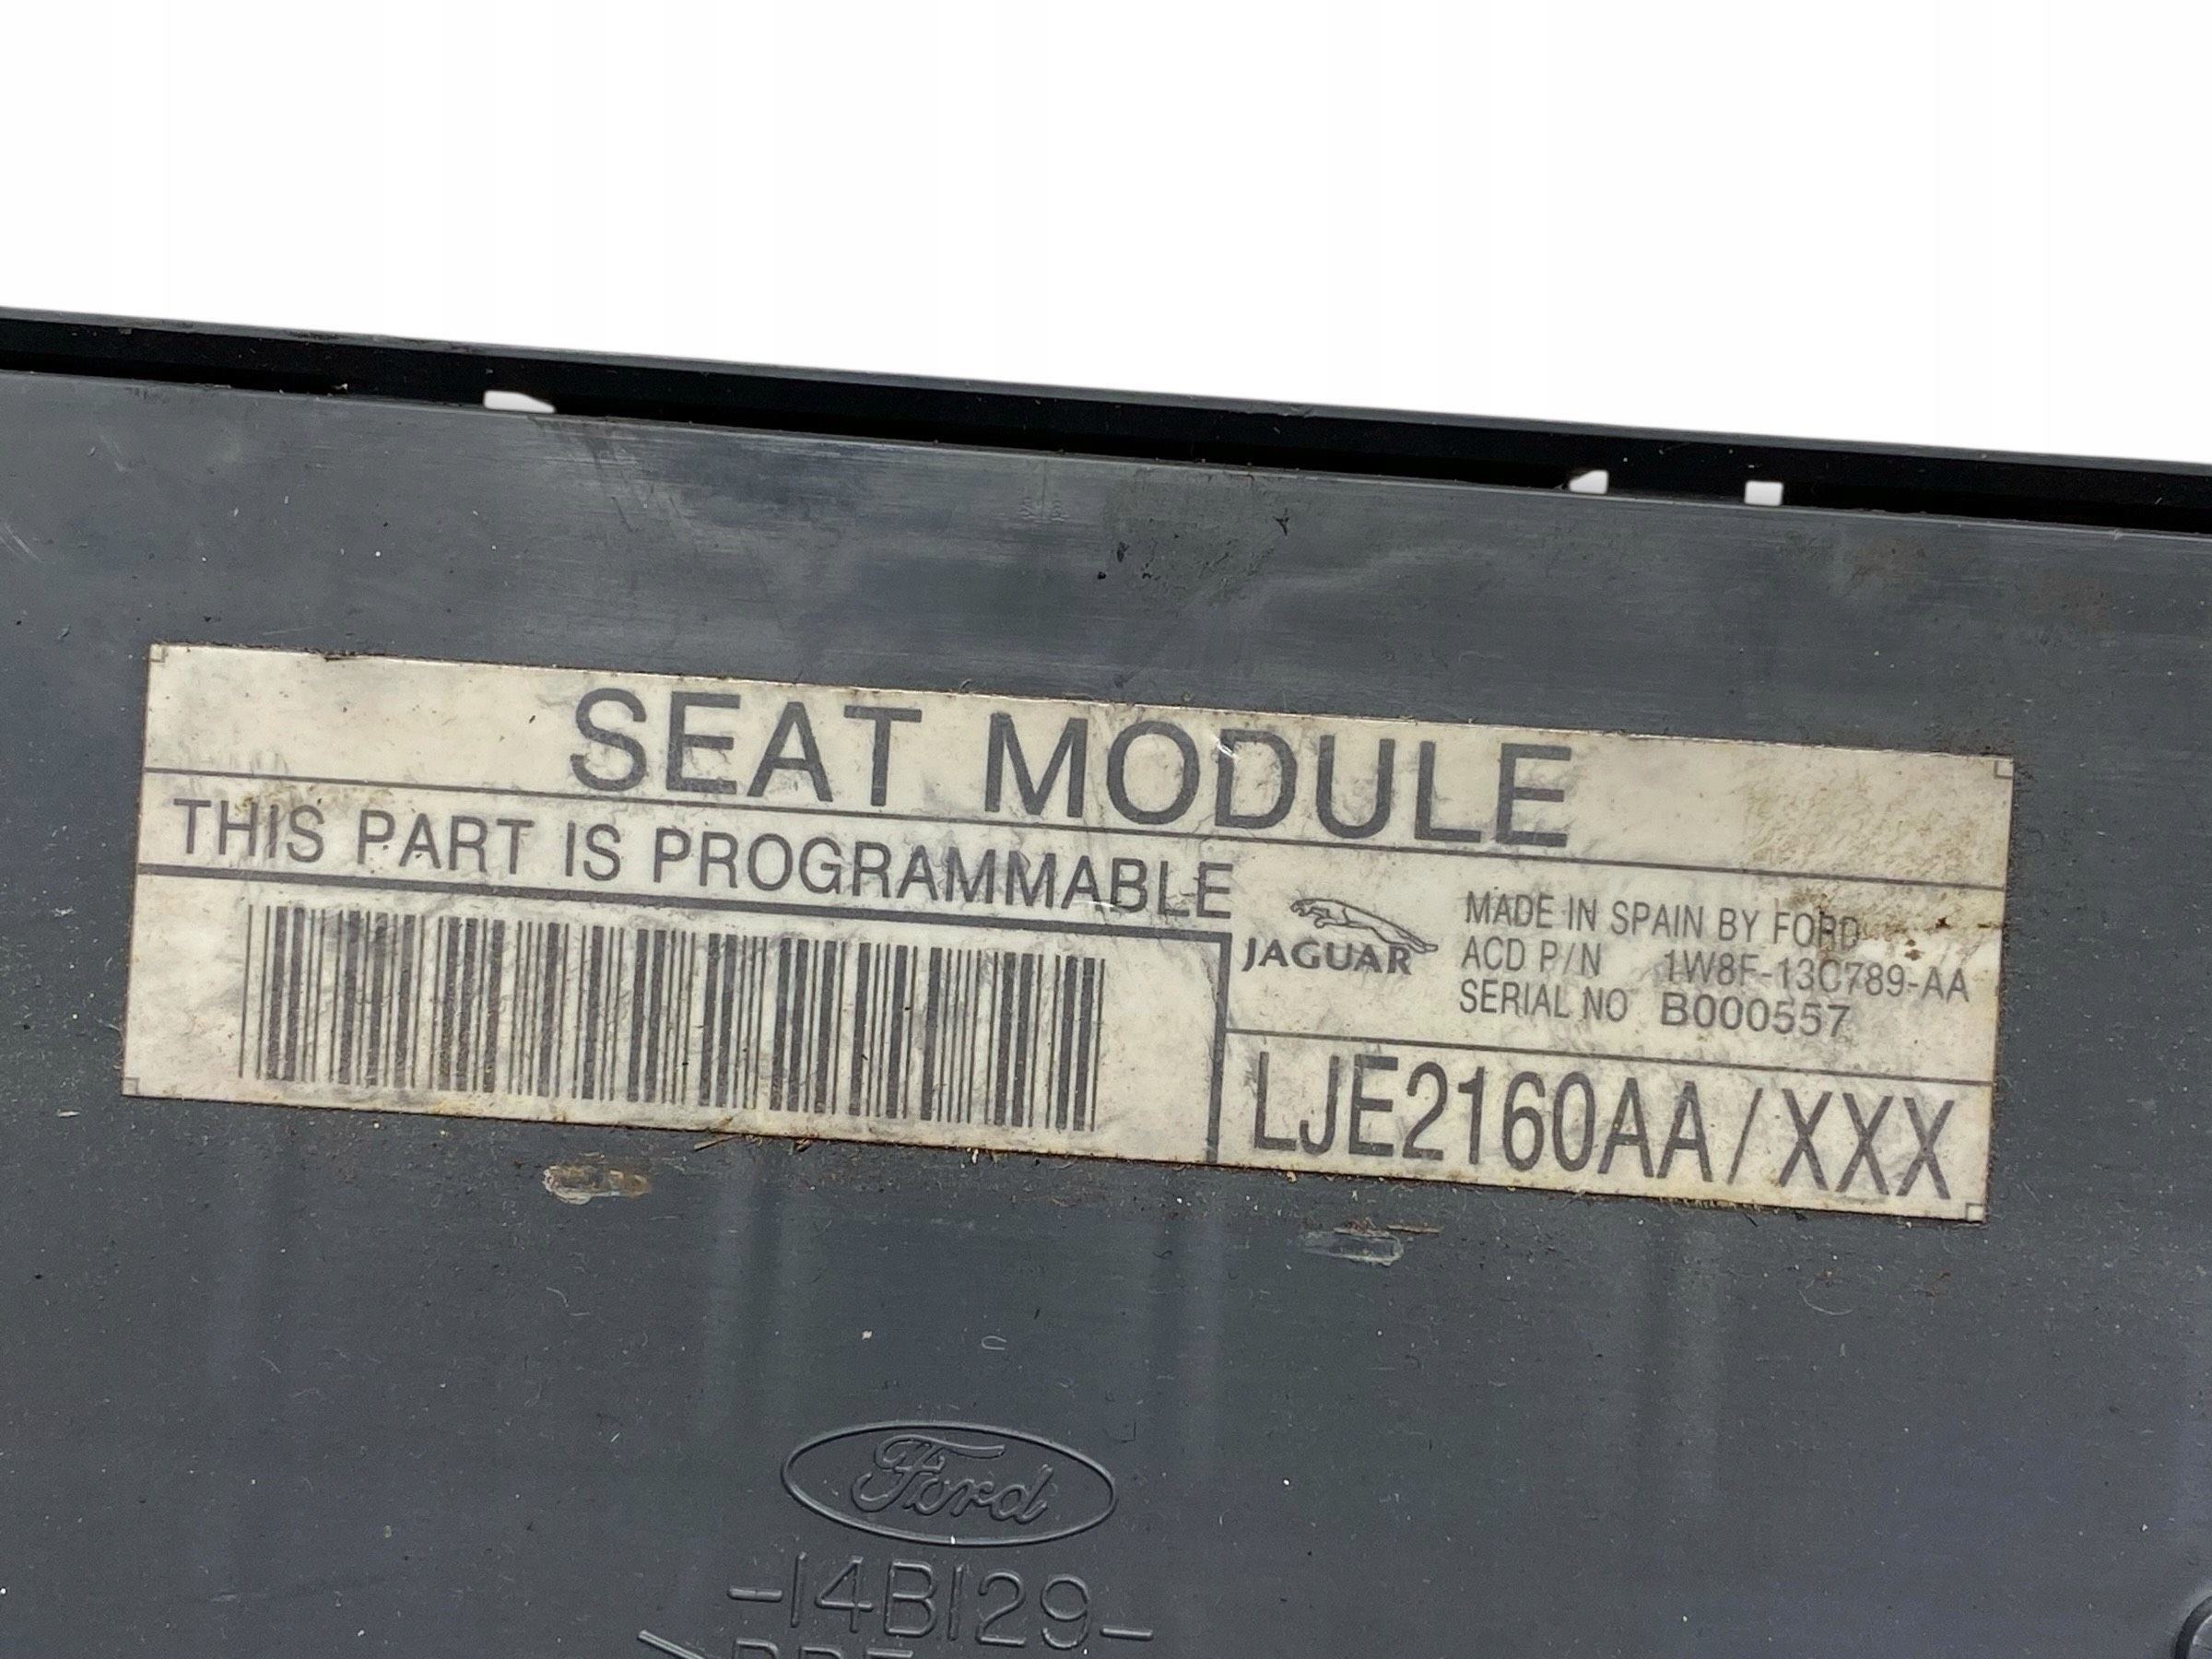 SEAT MODULE
THIS PART IS PROGRAMMABLE
JAGUAR
MADE IN SPAIN BY FORD
ACD P/N 1W8F-13C789-AA
SERIAL NO B000557
LJE2160AA/XXX
Ford
-14B129-